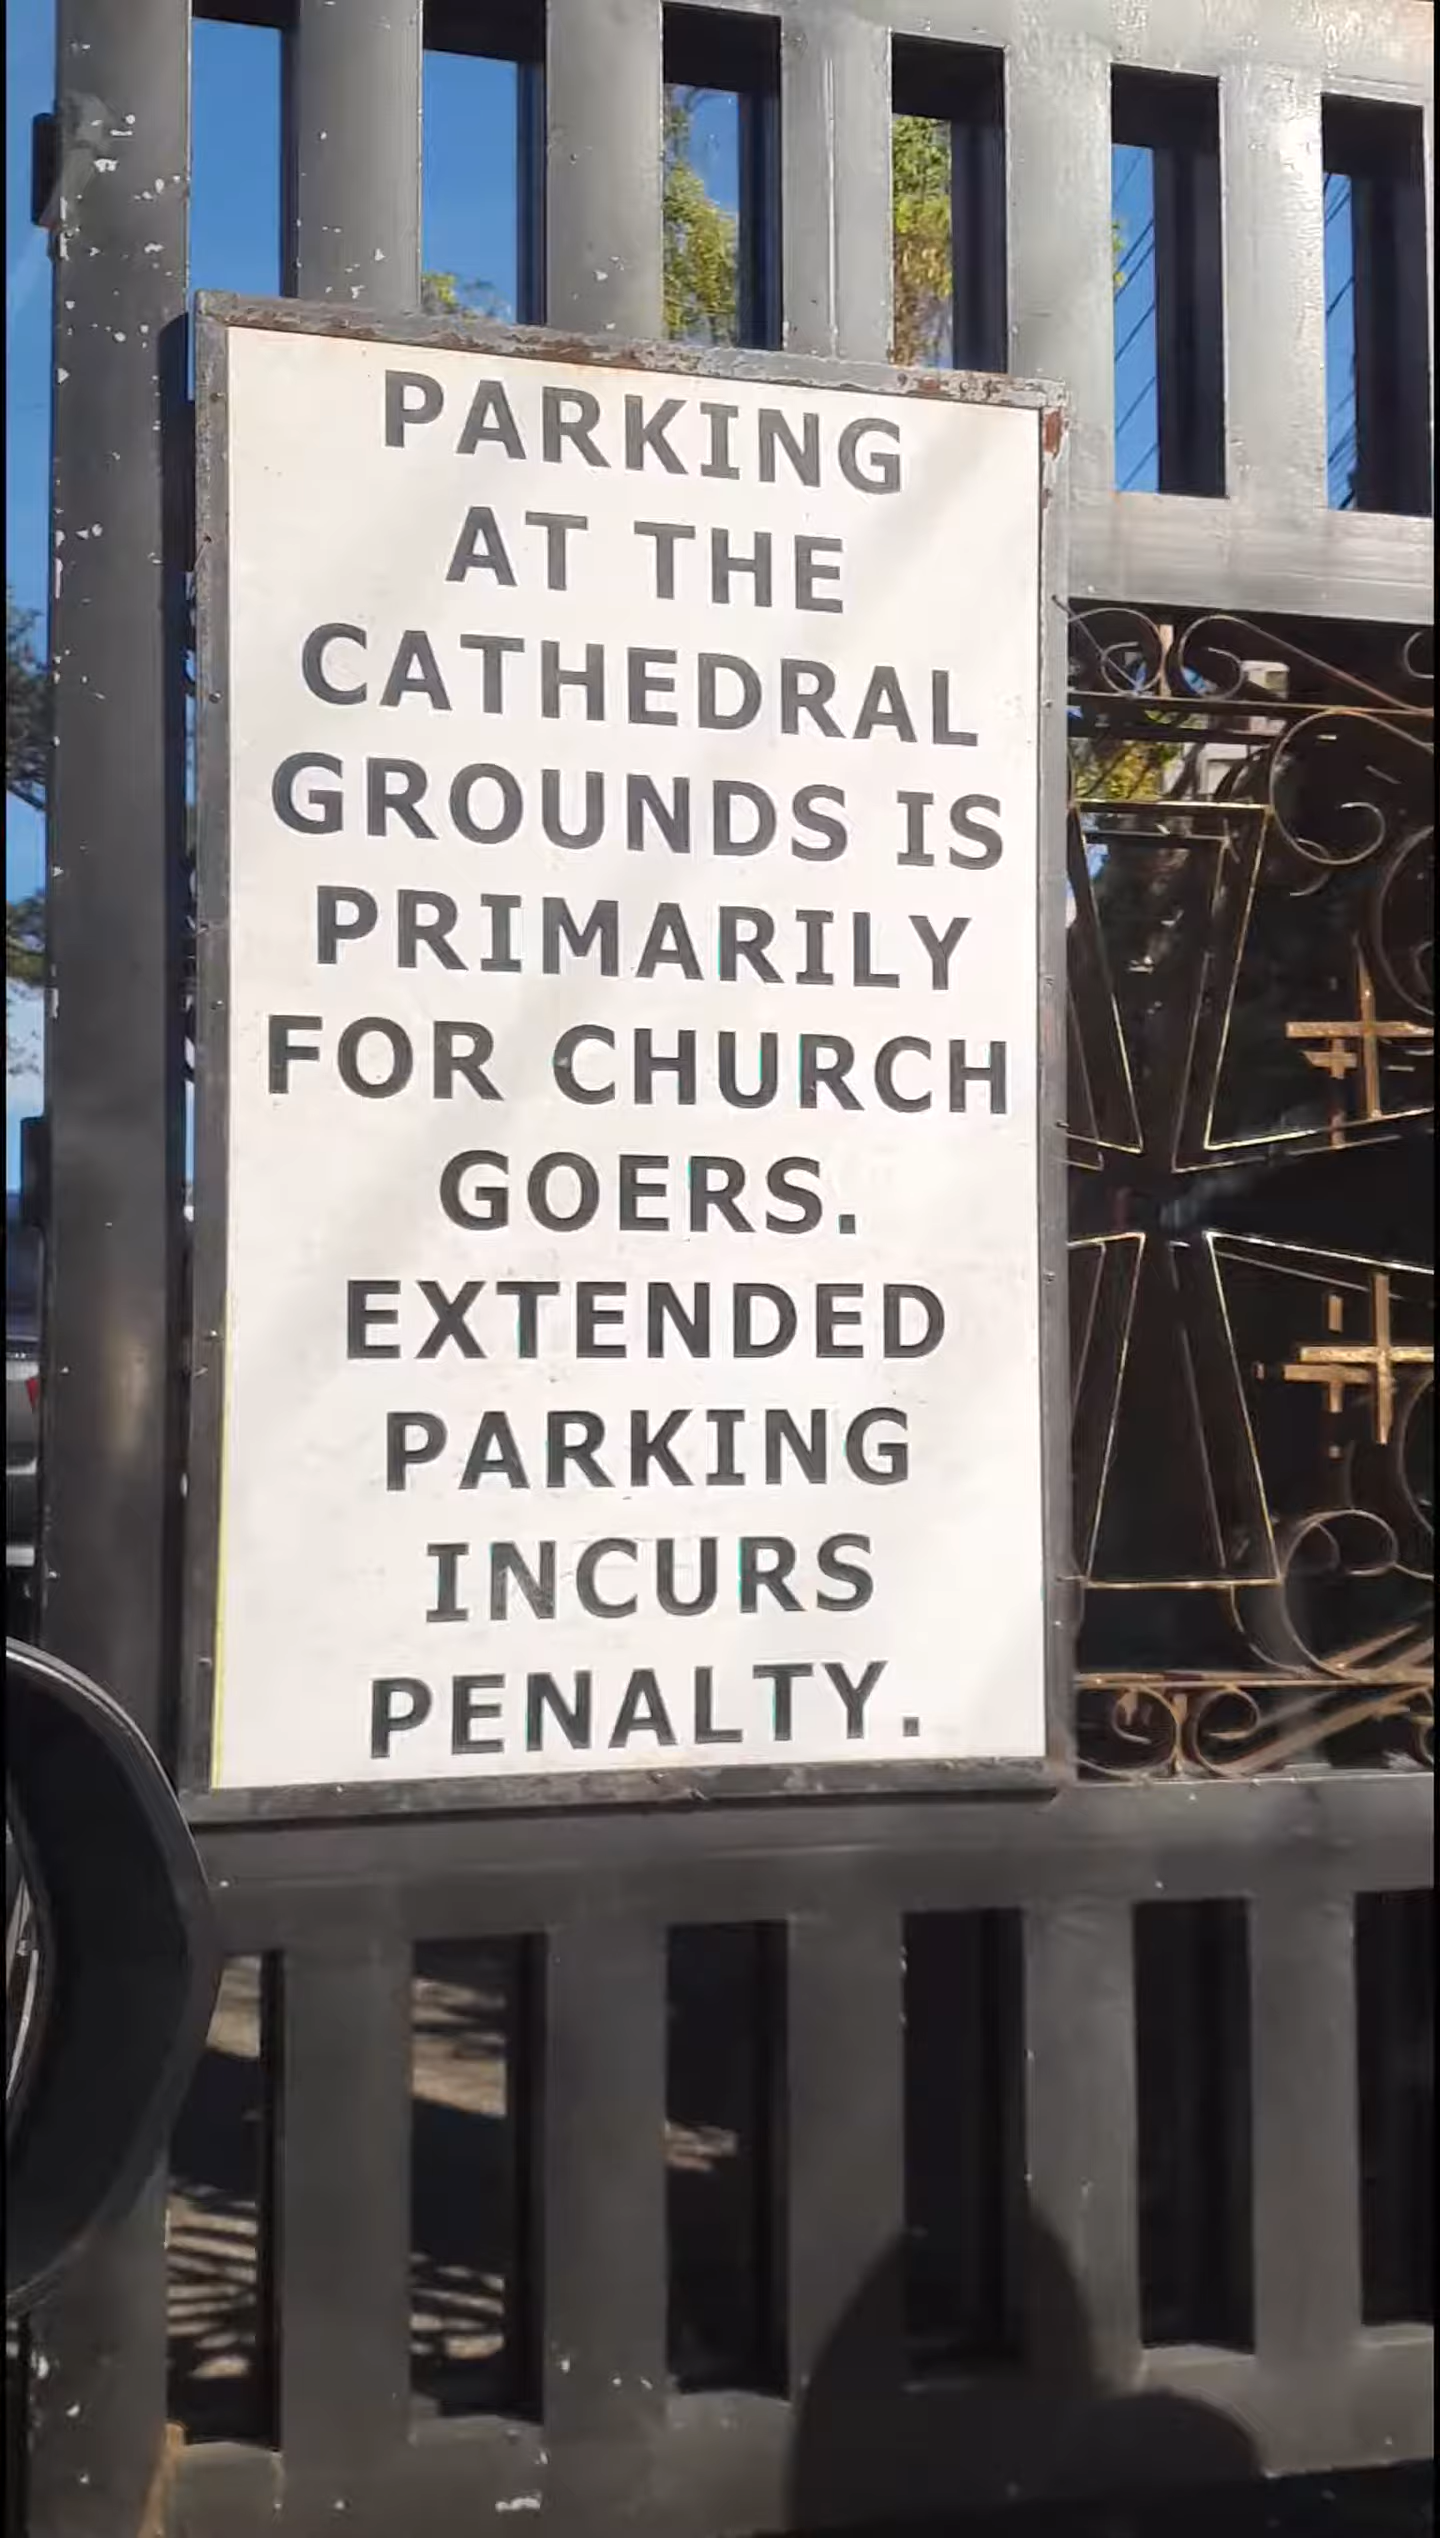 PARKING
AT THE
CATHEDRAL
GROUNDS IS
PRIMARILY
FOR CHURCH
GOERS.
EXTENDED
PARKING
INCURS
PENALTY.